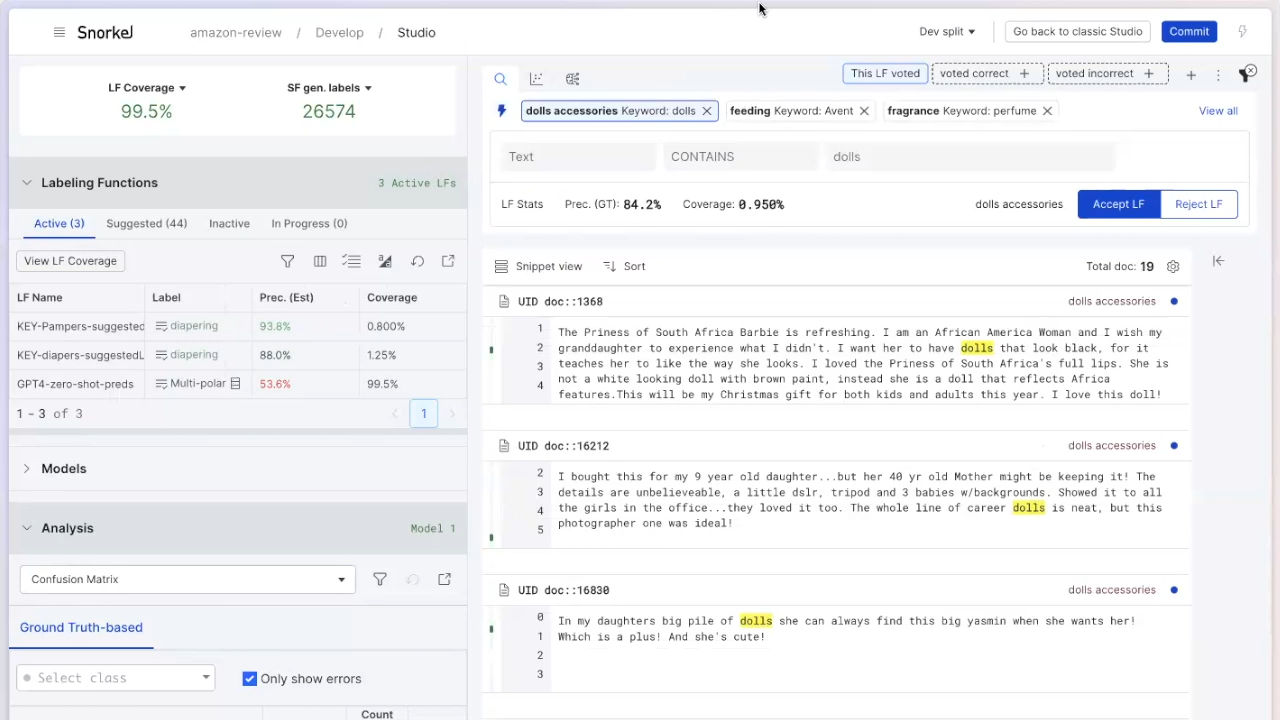 Snorkel amazon-review / Develop / Studio Dev split Go back to classic Studio Commit
LF Coverage SF gen. labels
99.5% 26574
This LF voted voted correct + voted incorrect +
dolls accessories Keyword: dolls feeding Keyword: Avent fragrance Keyword: perfume View all
Text CONTAINS dolls
LF Stats Prec. (GT): 84.2% Coverage: 0.950% dolls accessories Accept LF Reject LF
Labeling Functions 3 Active LFs
Active (3) Suggested (44) Inactive In Progress (0)
View LF Coverage
LF Name Label Prec. (Est) Coverage
KEY-Pampers-suggested diapering 93.8% 0.800%
KEY-diapers-suggestedL diapering 88.0% 1.25%
GPT4-zero-shot-preds Multi-polar 53.6% 99.5%
1 - 3 of 3 1
Models
Analysis Model 1
Confusion Matrix
Ground Truth-based
Select class Only show errors
Count
Snippet view Sort Total doc: 19
UID doc::1368 dolls accessories
1 The Priness of South Africa Barbie is refreshing. I am an African America Woman and I wish my
2 granddaughter to experience what I didn't. I want her to have dolls that look black, for it
3 teaches her to like the way she looks. I loved the Priness of South Africa's full lips. She is
4 not a white looking doll with brown paint, instead she is a doll that reflects Africa
features.This will be my Christmas gift for both kids and adults this year. I love this doll!
UID doc::16212 dolls accessories
2 I bought this for my 9 year old daughter...but her 40 yr old Mother might be keeping it! The
3 details are unbelieveable, a little dslr, tripod and 3 babies w/backgrounds. Showed it to all
4 the girls in the office...they loved it too. The whole line of career dolls is neat, but this
5 photographer one was ideal!
UID doc::16830 dolls accessories
0 In my daughters big pile of dolls she can always find this big yasmin when she wants her!
1 Which is a plus! And she's cute!
2
3